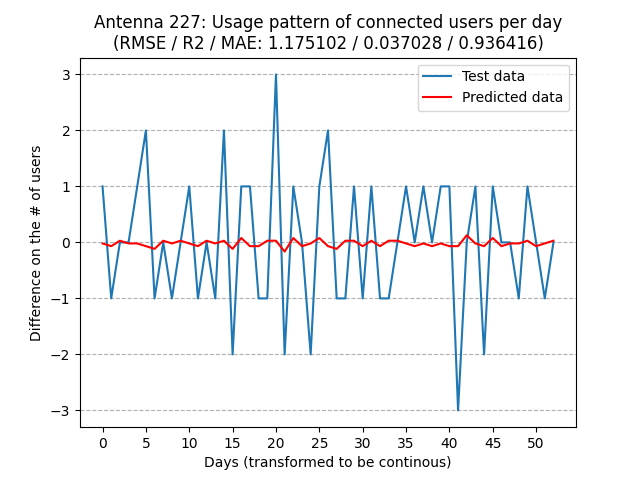 Antenna 227: Usage pattern of connected users per day
(RMSE / R2 / MAE: 1.175102 / 0.037028 / 0.936416)
Test data
Predicted data
Difference on the # of users
3
2
1
0
−1
−2
−3
0 5 10 15 20 25 30 35 40 45 50
Days (transformed to be continous)